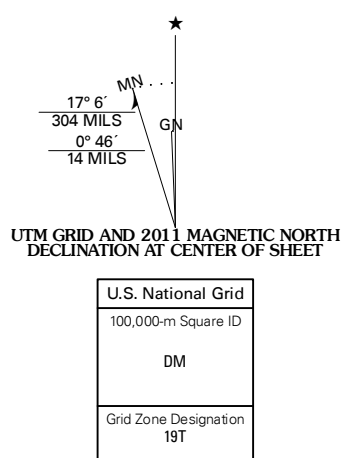 ★
MN
17° 6´
304 MILS
GN
0° 46´
14 MILS
UTM GRID AND 2011 MAGNETIC NORTH
DECLINATION AT CENTER OF SHEET
U.S. National Grid
100,000-m Square ID
DM
Grid Zone Designation
19T